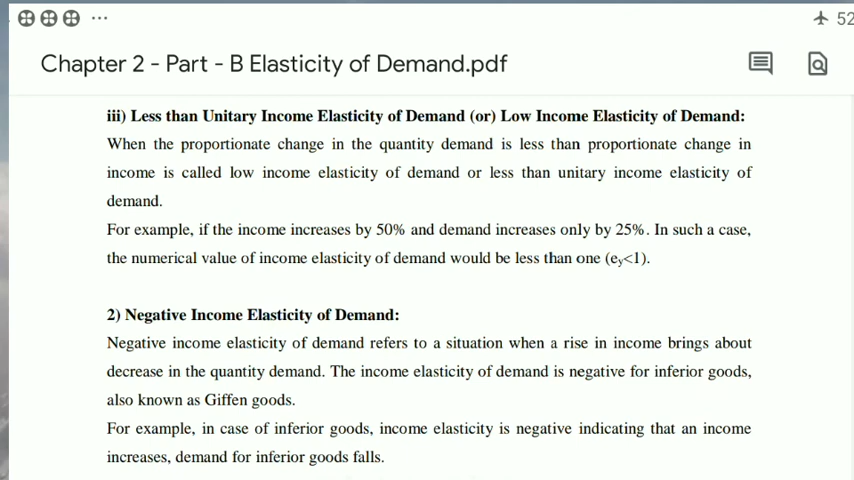 52
Chapter 2 - Part - B Elasticity of Demand.pdf
iii) Less than Unitary Income Elasticity of Demand (or) Low Income Elasticity of Demand:
When the proportionate change in the quantity demand is less than proportionate change in
income is called low income elasticity of demand or less than unitary income elasticity of
demand.
For example, if the income increases by 50% and demand increases only by 25%. In such a case,
the numerical value of income elasticity of demand would be less than one (ey<1).
2) Negative Income Elasticity of Demand:
Negative income elasticity of demand refers to a situation when a rise in income brings about
decrease in the quantity demand. The income elasticity of demand is negative for inferior goods,
also known as Giffen goods.
For example, in case of inferior goods, income elasticity is negative indicating that an income
increases, demand for inferior goods falls.